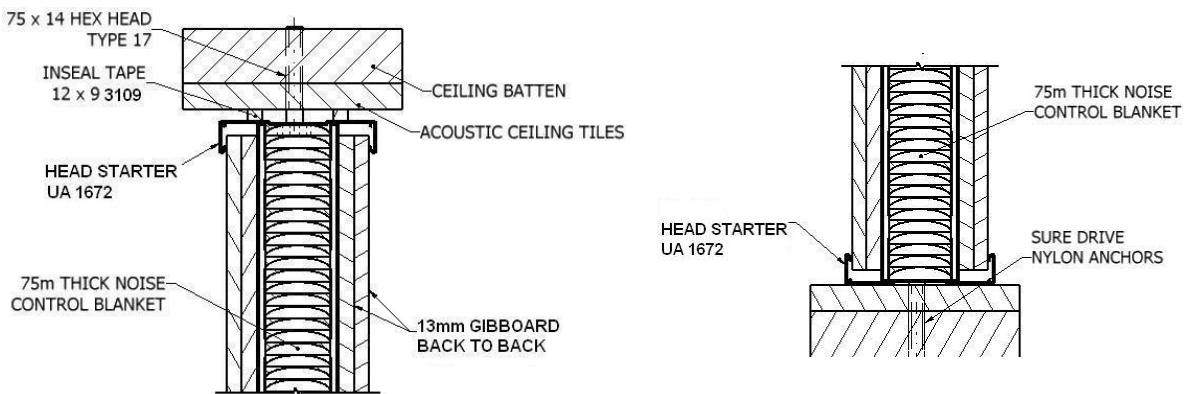 75 x 14 HEX HEAD
TYPE 17
INSEAL TAPE
12 x 9 3109
CEILING BATTEN
ACOUSTIC CEILING TILES
HEAD STARTER
UA 1672
75m THICK NOISE
CONTROL BLANKET
13mm GIBBOARD
BACK TO BACK
75m THICK NOISE
CONTROL BLANKET
HEAD STARTER
UA 1672
SURE DRIVE
NYLON ANCHORS